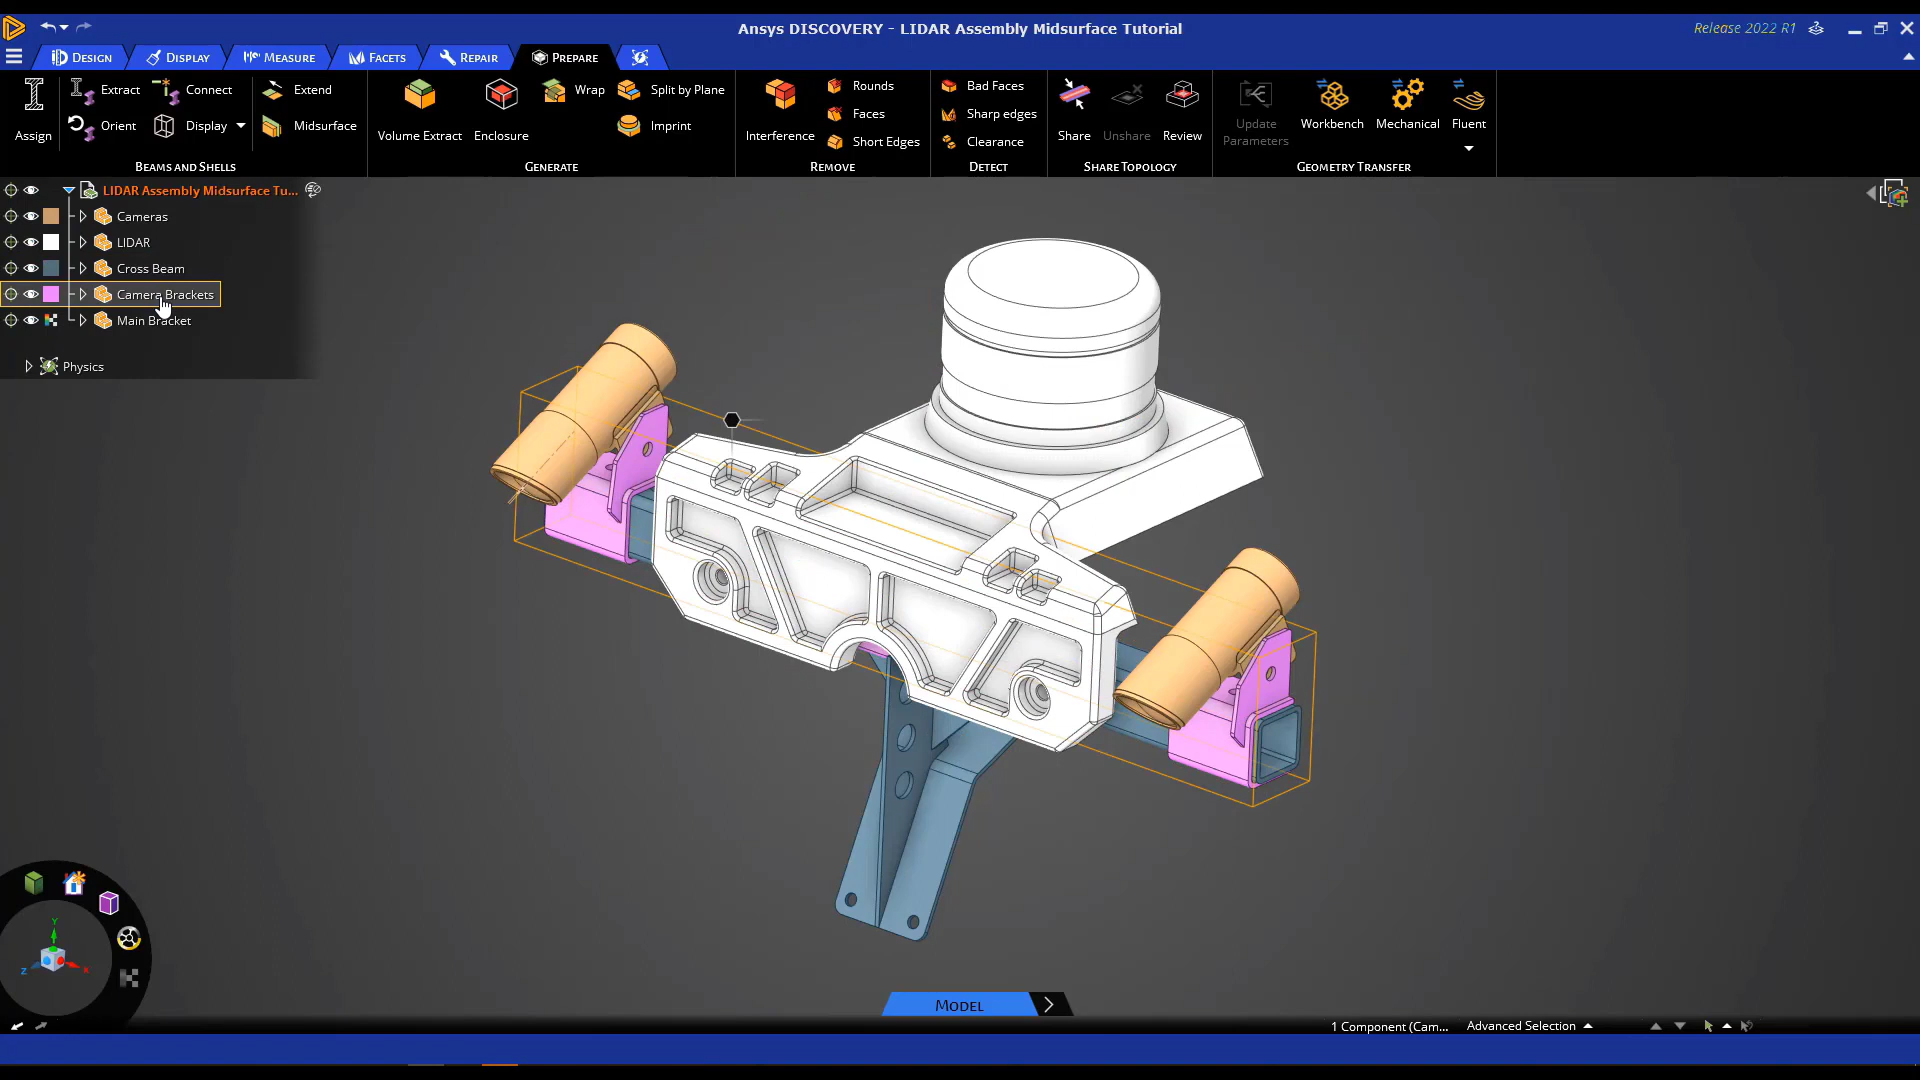 Ansys DISCOVERY - LIDAR Assembly Midsurface Tutorial
Release 2022 R1
DESIGN
DISPLAY
MEASURE
FACETS
REPAIR
PREPARE
Assign
Extract
Connect
Orient
Display
Extend
Midsurface
BEAMS AND SHELLS
Volume Extract
Enclosure
Wrap
Split by Plane
Imprint
GENERATE
Interference
Rounds
Faces
Short Edges
REMOVE
Bad Faces
Sharp edges
Clearance
DETECT
Share
Unshare
Review
SHARE TOPOLOGY
Update
Parameters
Workbench
Mechanical
Fluent
GEOMETRY TRANSFER
LIDAR Assembly Midsurface Tu...
Cameras
LIDAR
Cross Beam
Camera Brackets
Main Bracket
Physics
Y
Z
X
MODEL
1 Component (Cam...
Advanced Selection